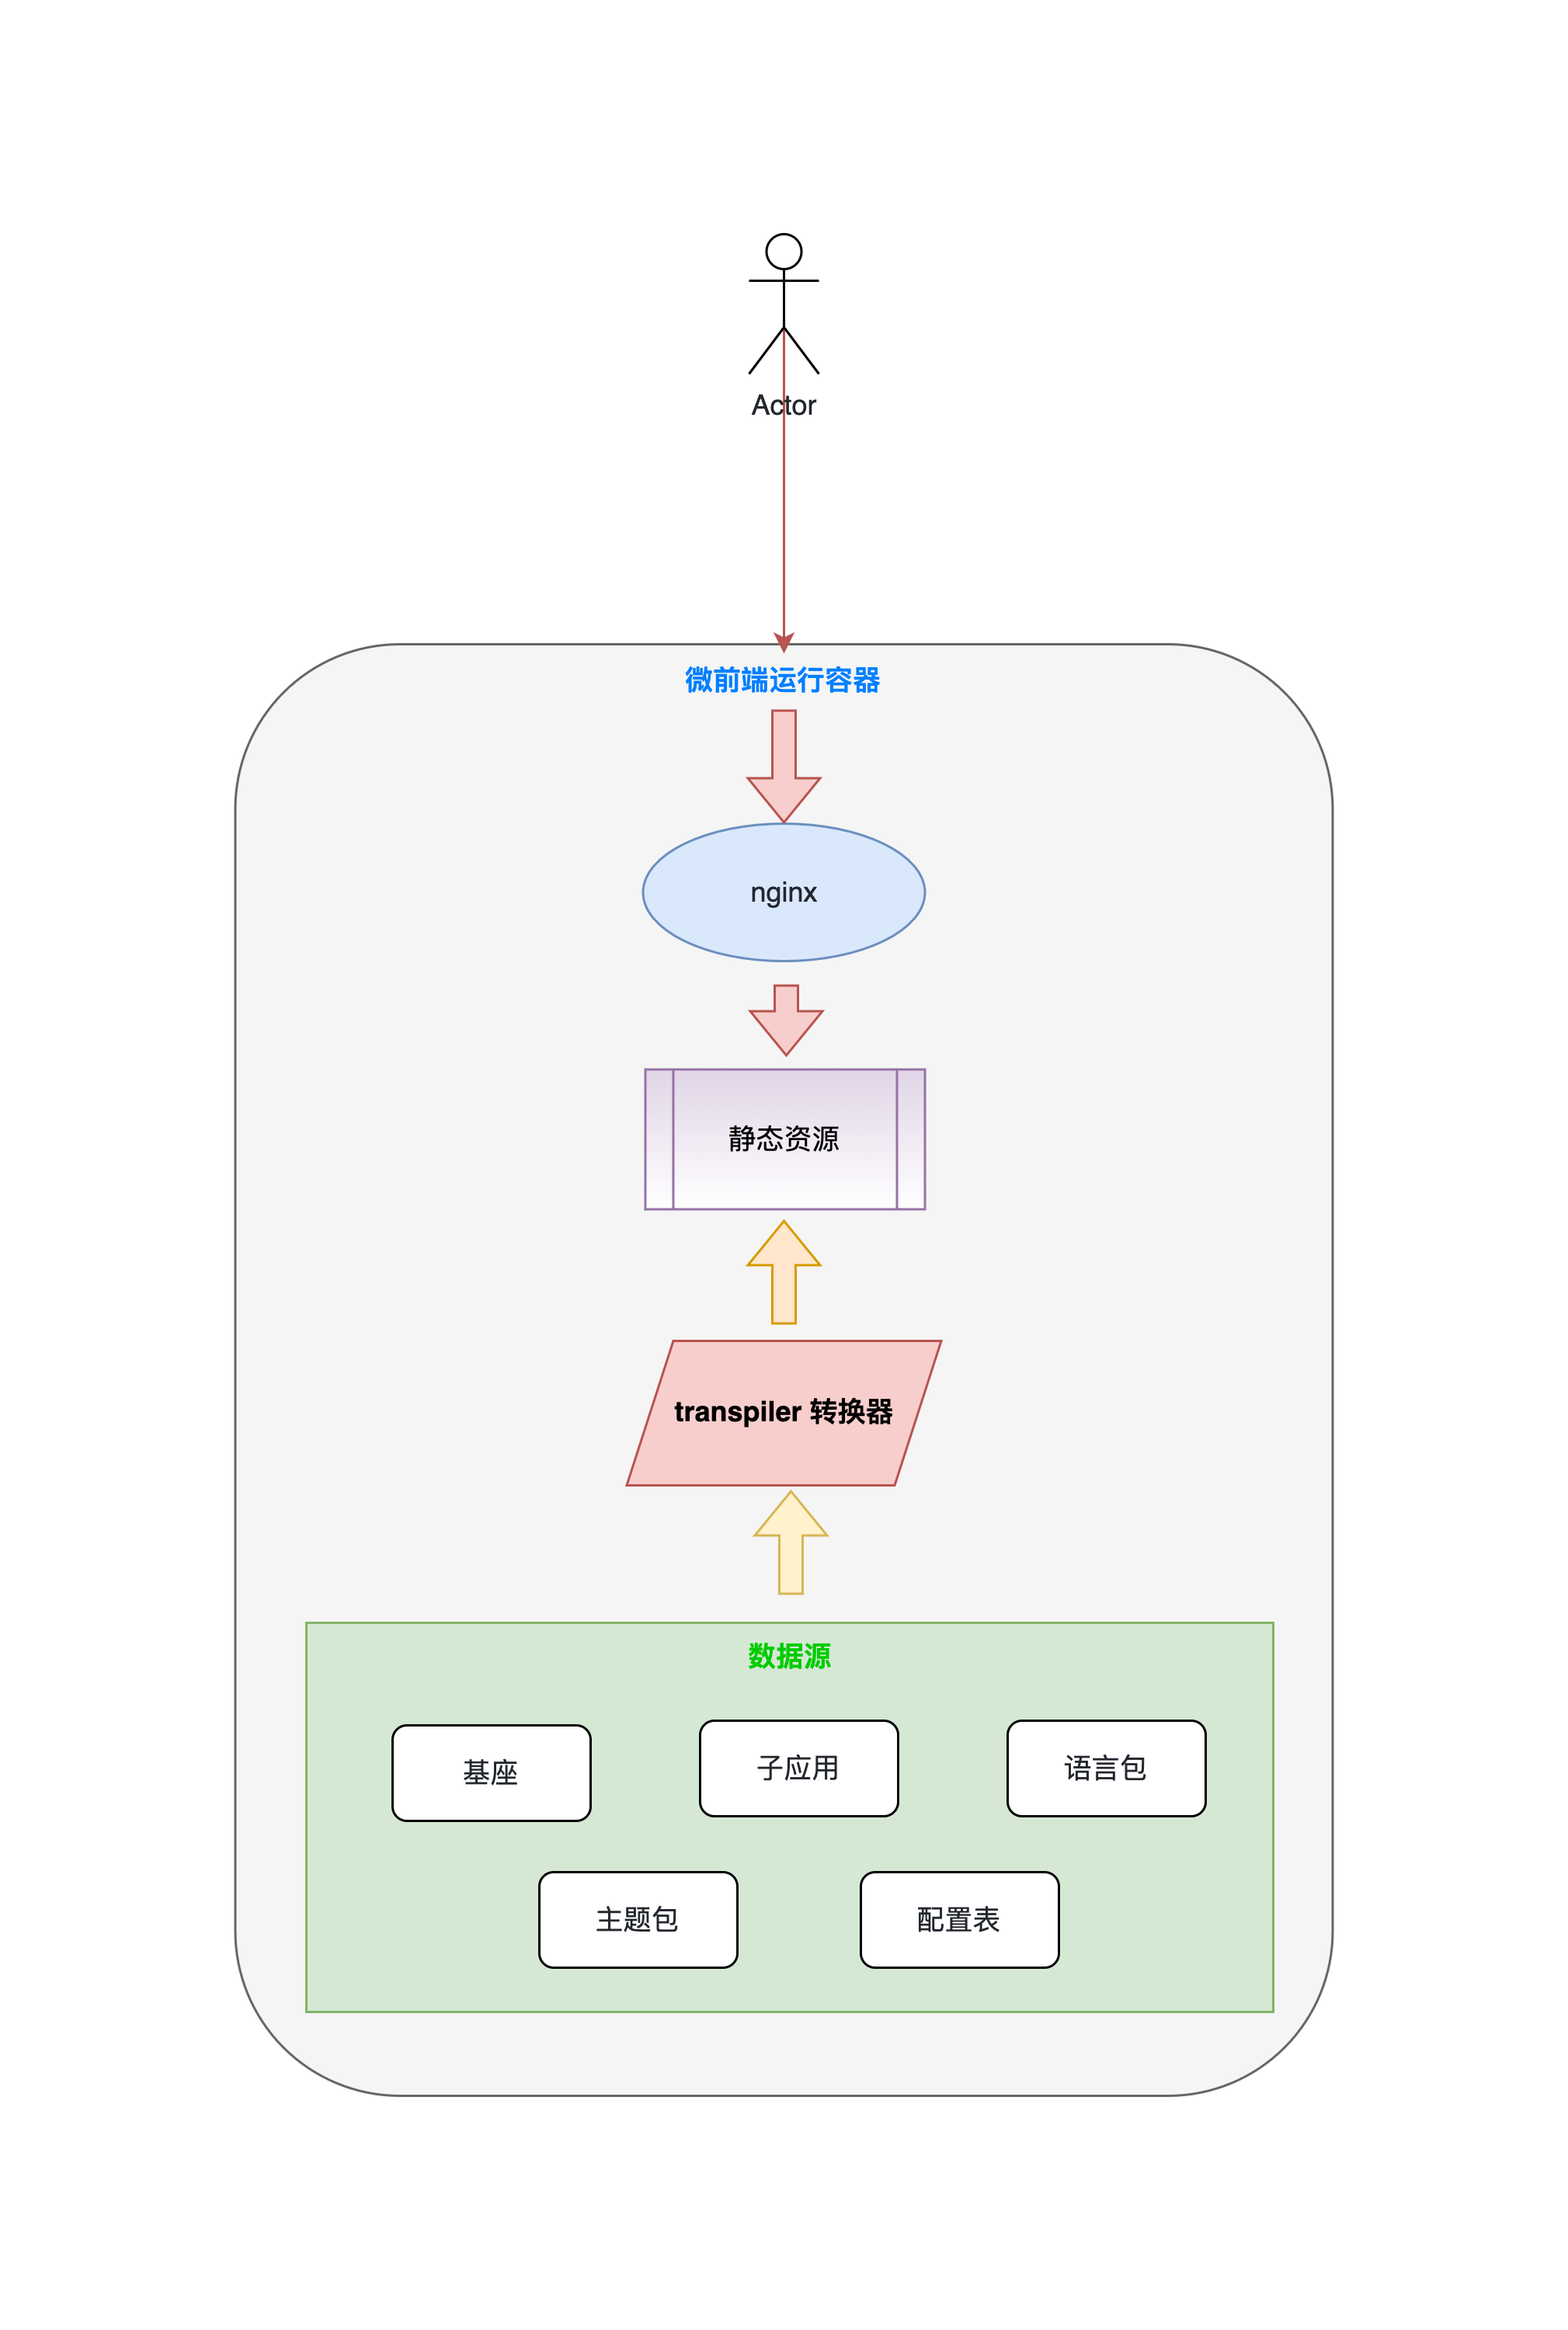 Actor
微前端运行容器
nginx
静态资源
transpiler 转换器
数据源
基座
子应用
语言包
主题包
配置表